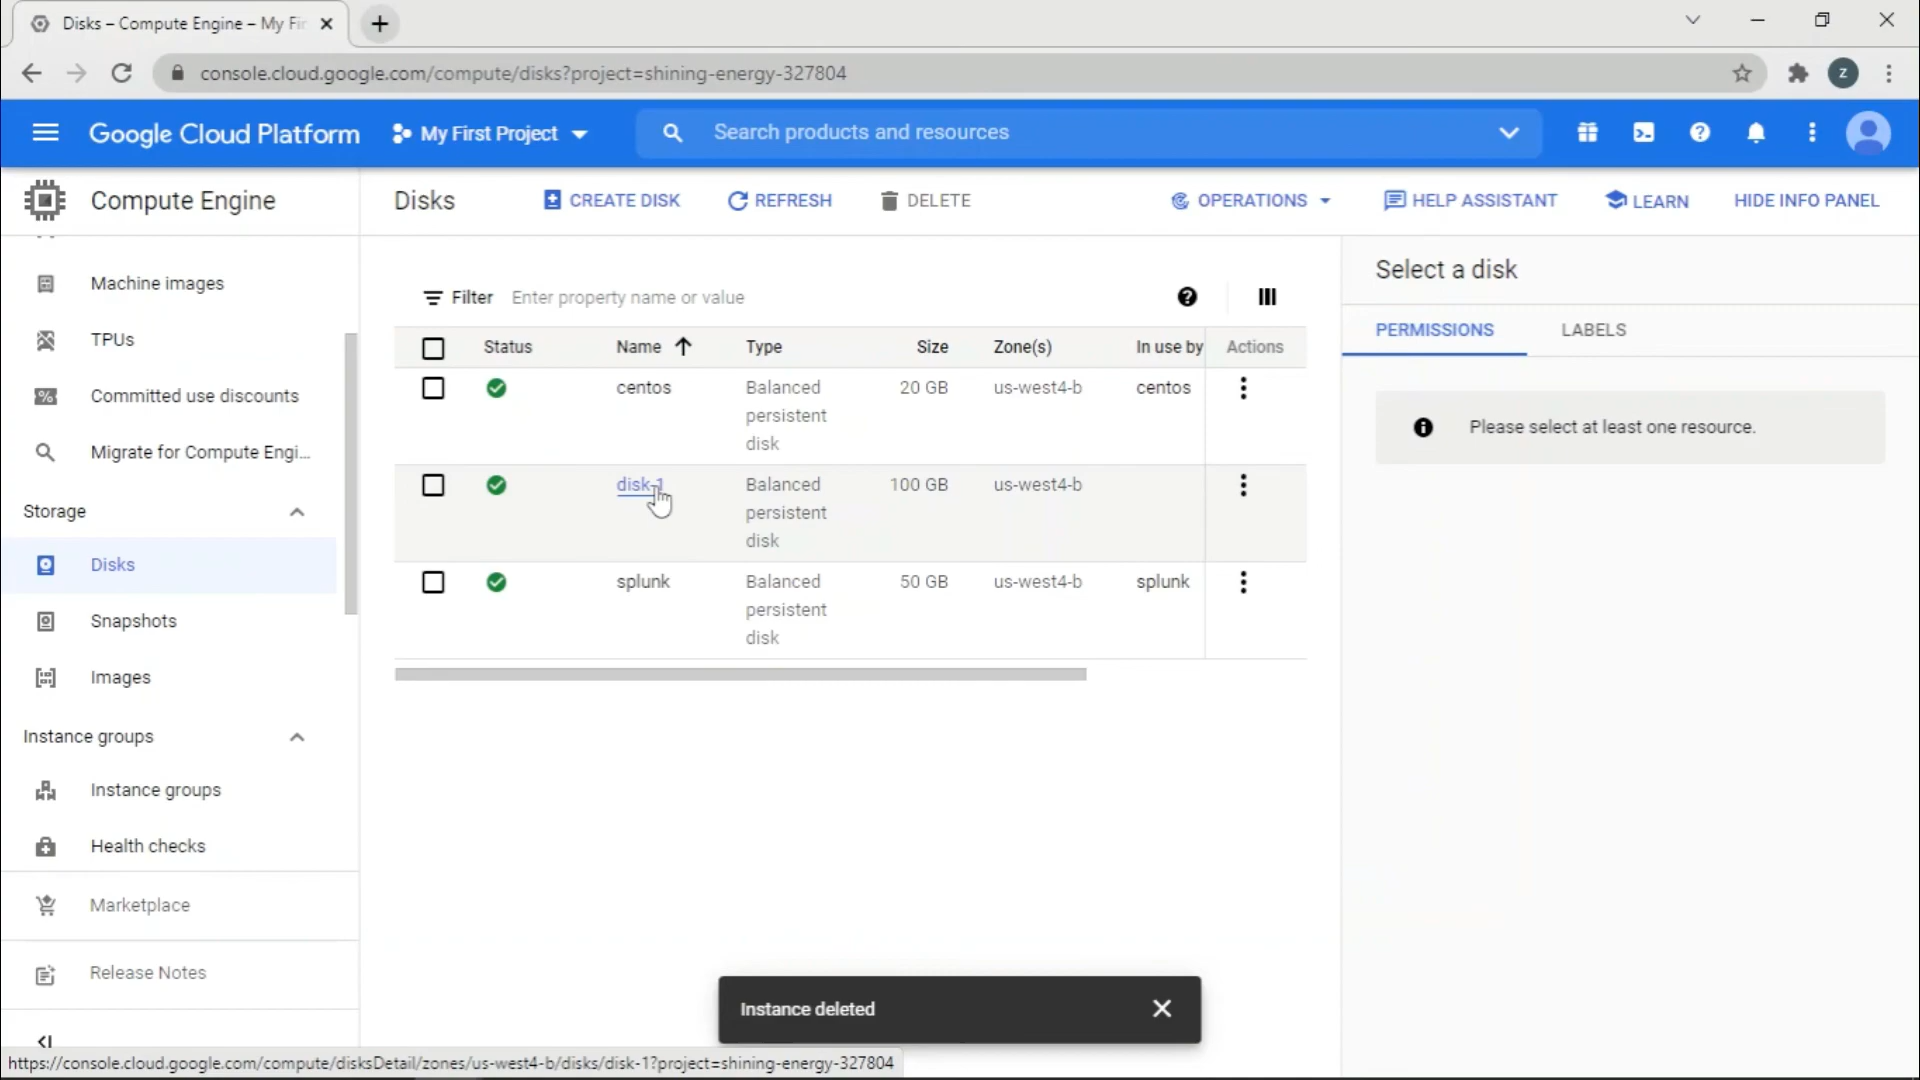 Disks – Compute Engine – My Fir
console.cloud.google.com/compute/disks?project=shining-energy-327804
z
Google Cloud Platform
My First Project
Search products and resources
Compute Engine
Disks
CREATE DISK
REFRESH
DELETE
OPERATIONS
HELP ASSISTANT
LEARN
HIDE INFO PANEL
Machine images
TPUs
Committed use discounts
Migrate for Compute Engi...
Storage
Disks
Snapshots
Images
Instance groups
Instance groups
Health checks
Marketplace
Release Notes
Filter Enter property name or value
Status Name Type Size Zone(s) In use by Actions
centos Balanced 20 GB us-west4-b centos
persistent
disk
disk-1 Balanced 100 GB us-west4-b
persistent
disk
splunk Balanced 50 GB us-west4-b splunk
persistent
disk
Select a disk
PERMISSIONS
LABELS
Please select at least one resource.
Instance deleted
https://console.cloud.google.com/compute/disksDetail/zones/us-west4-b/disks/disk-1?project=shining-energy-327804